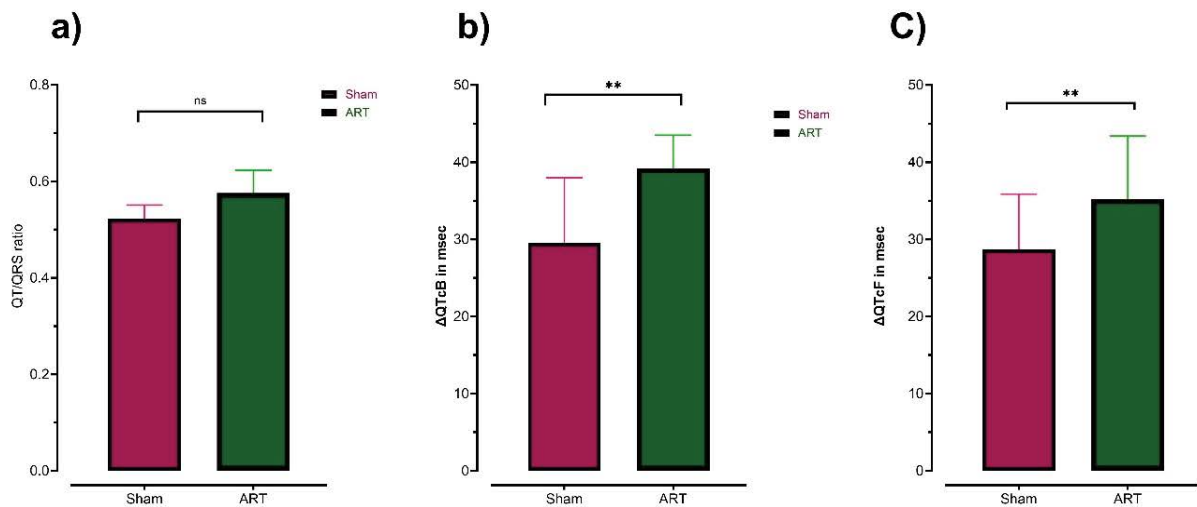 a)
QT/QRS ratio
0.8
0.6
0.4
0.2
0.0
ns
Sham
ART
Sham
ART
b)
ΔQTcB in msec
50
40
30
20
10
0
**
Sham
ART
Sham
ART
C)
ΔQTcF in msec
50
40
30
20
10
0
**
Sham
ART